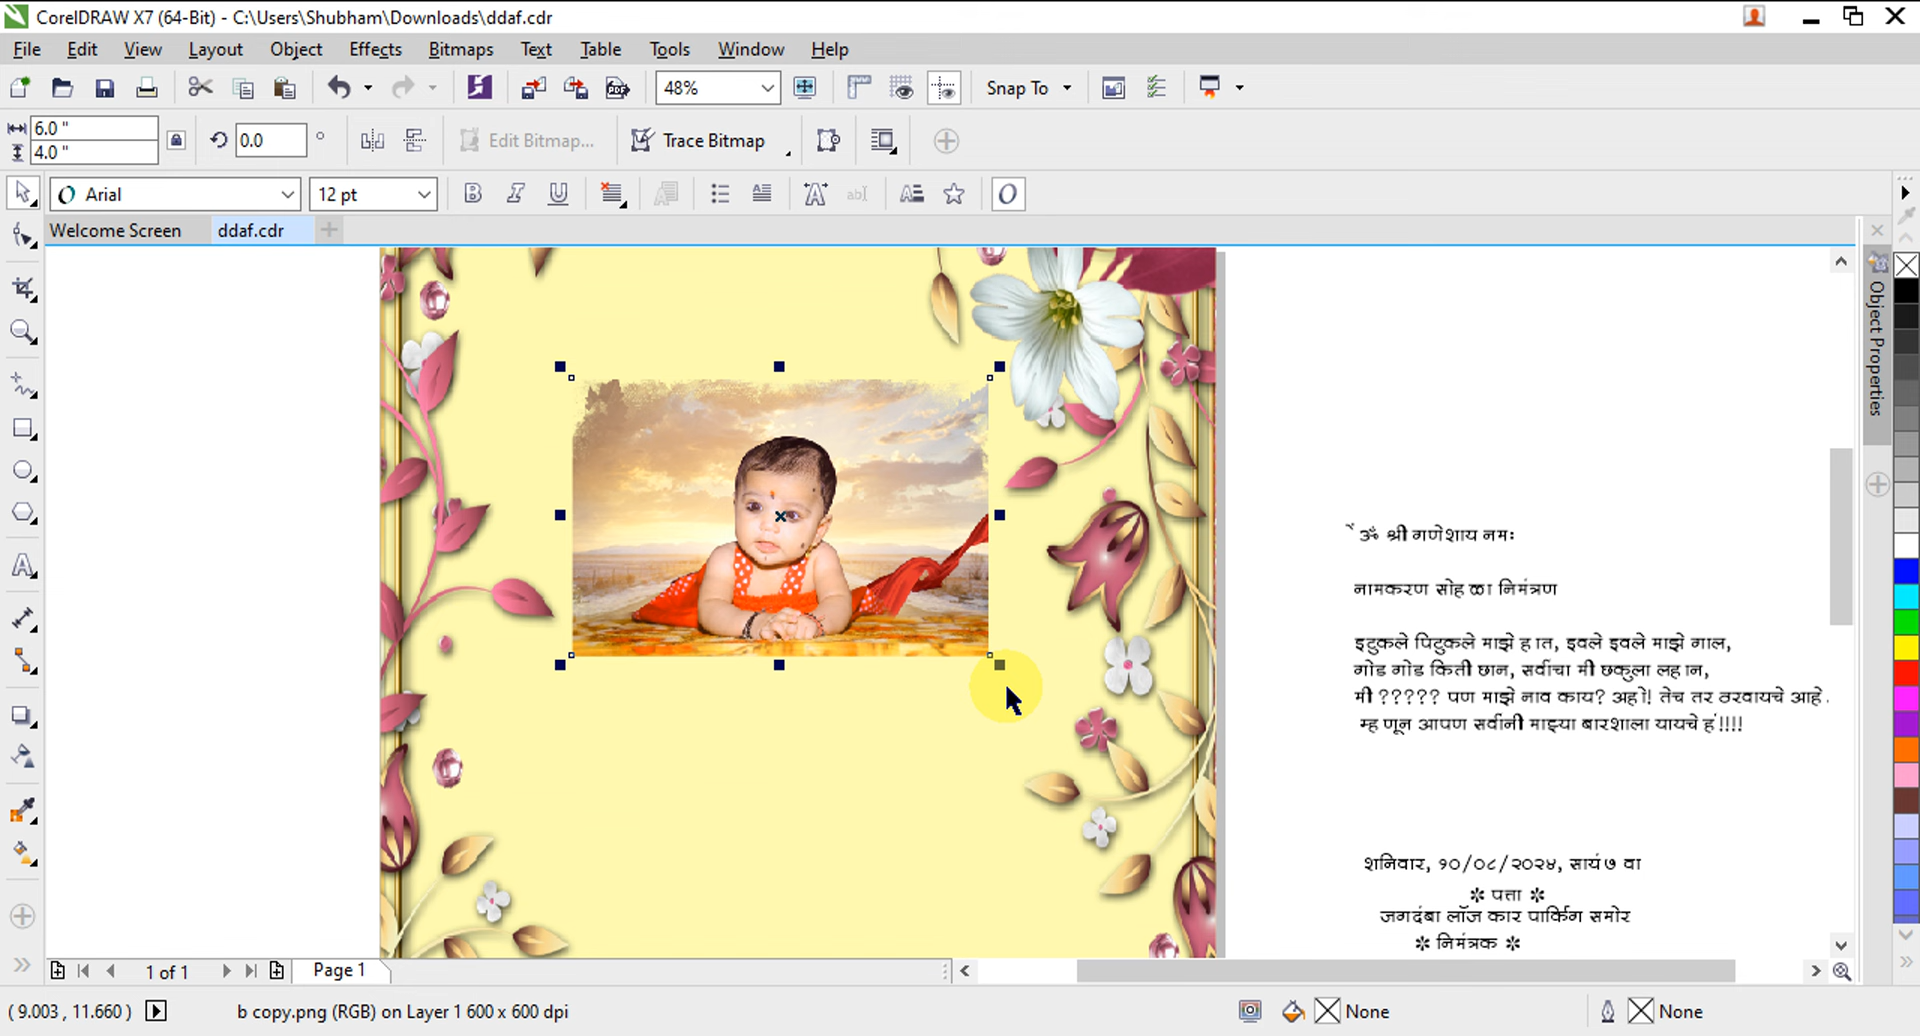 CorelDRAW X7 (64-Bit) - C:\Users\Shubham\Downloads\ddaf.cdr
File Edit View Layout Object Effects Bitmaps Text Table Tools Window Help
48% Snap To
6.0 "
4.0 "
0.0 °
Edit Bitmap...
Trace Bitmap
Arial 12 pt
Welcome Screen ddaf.cdr
Object Properties
ॐ श्री गणेशाय नमः
नामकरण सोहळा निमंत्रण
इटुकले पिटुकले माझे हात, इवले इवले माझे गाल,
गोड गोड किती छान, सर्वांचा मी छकुला लहान,
मी ????? पण माझे नाव काय? अहो! तेच तर ठरवायचे आहे.
म्हणून आपण सर्वांनी माझ्या बारशाला यायचे हं!!!!
शनिवार, १०/०८/२०२४, सायं ७ वा
✻ पत्ता ✻
जगदंबा लॉज कार पार्किंग समोर
✻ निमंत्रक ✻
1 of 1 Page 1
( 9.003 , 11.660 ) b copy.png (RGB) on Layer 1 600 x 600 dpi None None